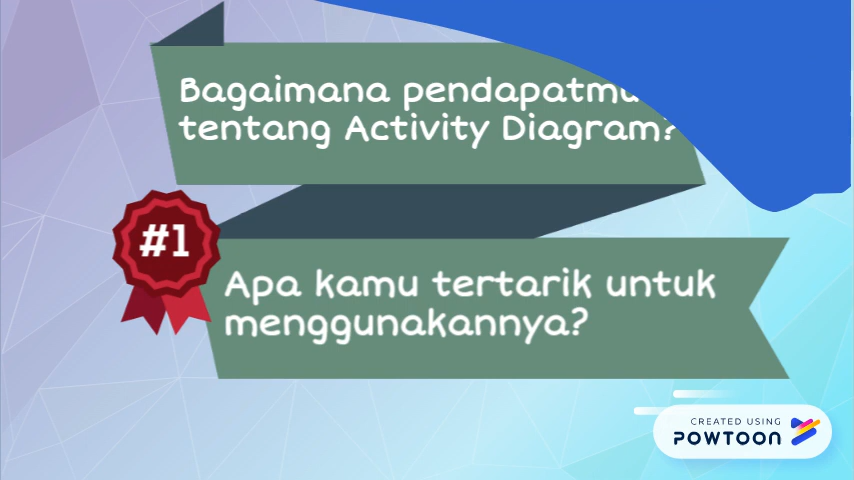 Bagaimana pendapatmu
tentang Activity Diagram?
#1
Apa kamu tertarik untuk
menggunakannya?
CREATED USING
POWTOON